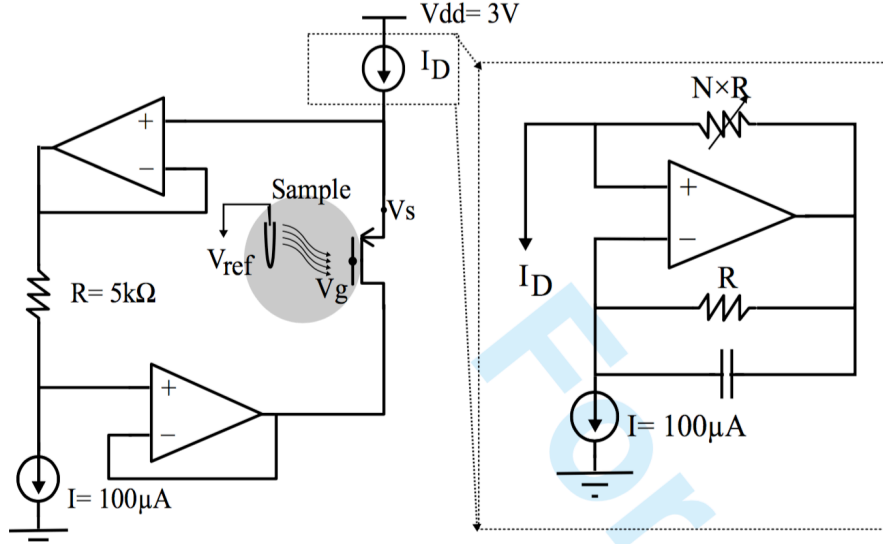 Vdd= 3V
I_D
N×R
+
−
Sample
Vs
V_ref
Vg
R= 5kΩ
+
−
I_D
R
+
−
I= 100μA
I= 100μA
For